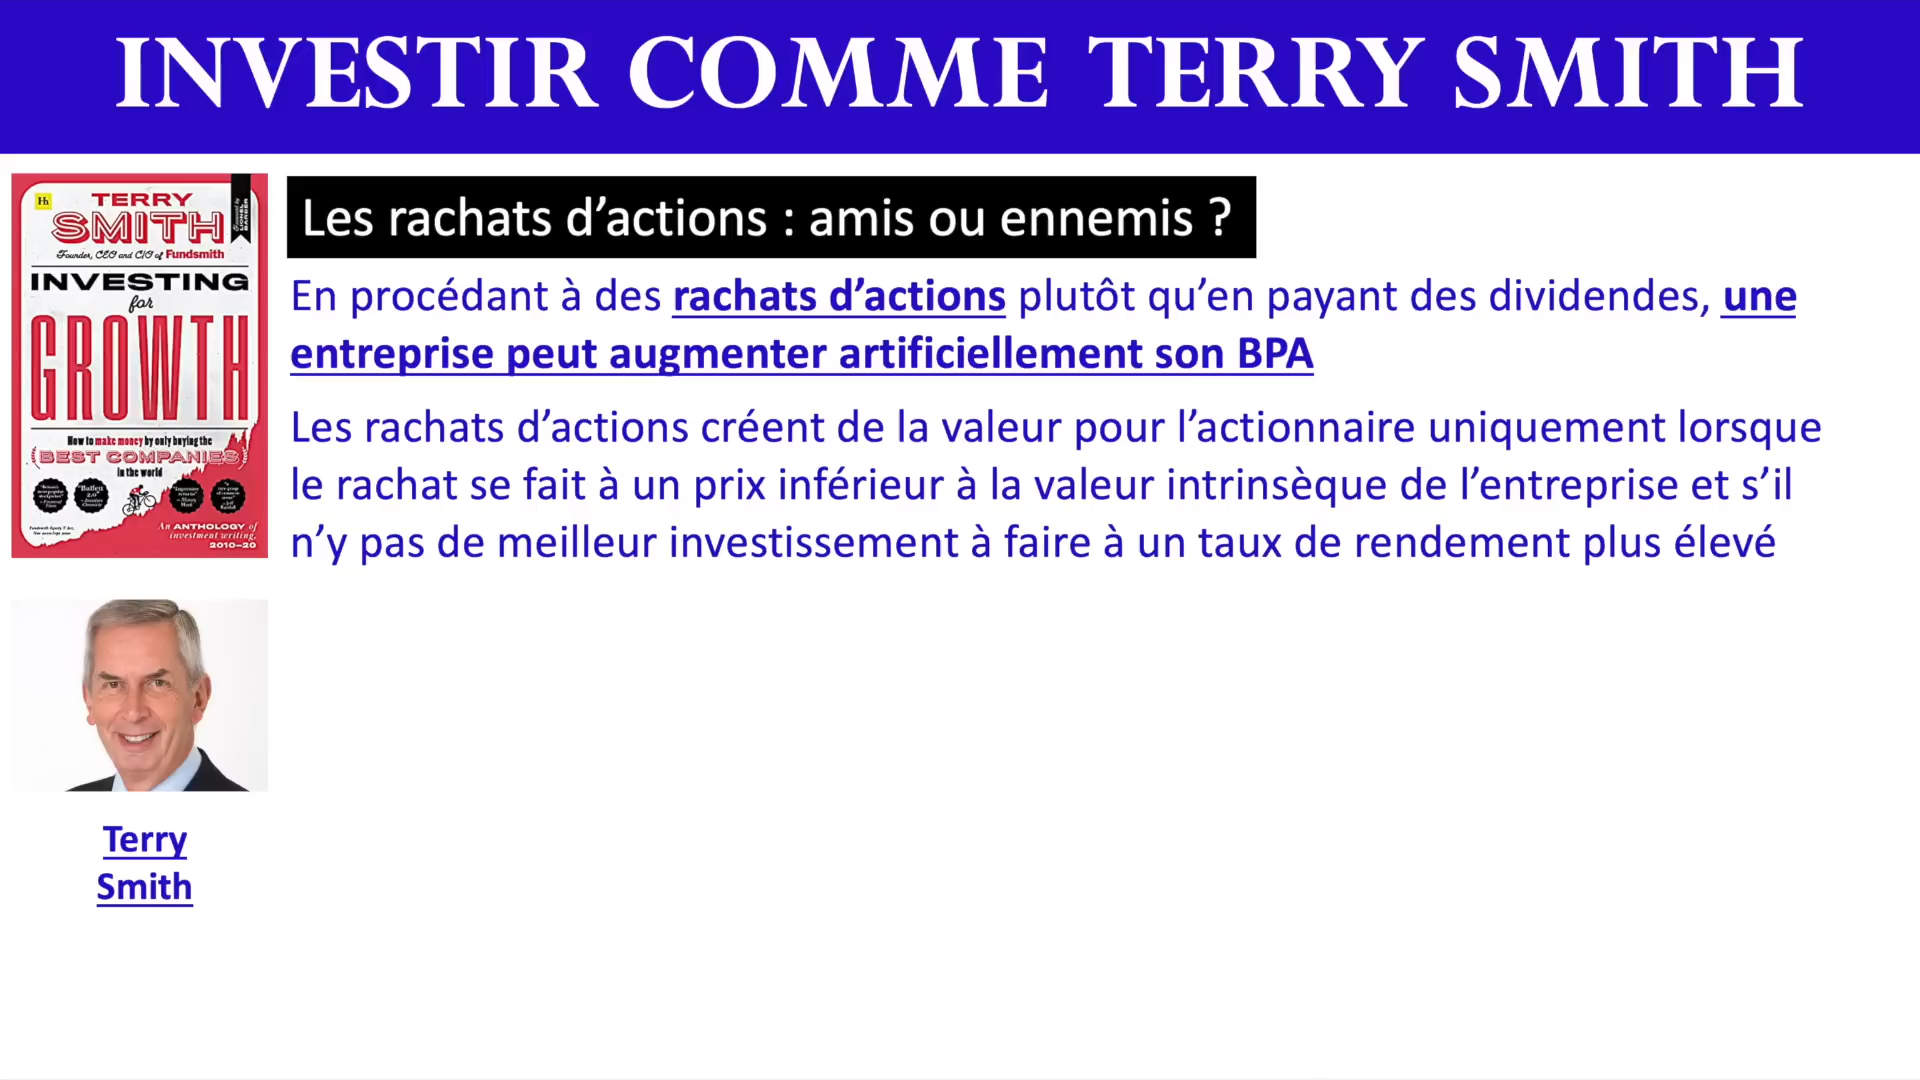 INVESTIR COMME TERRY SMITH
Hh
TERRY
SMITH
Founder, CEO and CIO of Fundsmith
INVESTING
for
GROWTH
How to make money by only buying the
(BEST COMPANIES)
in the world
"Buffett
2.0"
An ANTHOLOGY of
investment writing,
2010–20
Les rachats d’actions : amis ou ennemis ?
En procédant à des rachats d’actions plutôt qu’en payant des dividendes, une
entreprise peut augmenter artificiellement son BPA
Les rachats d’actions créent de la valeur pour l’actionnaire uniquement lorsque
le rachat se fait à un prix inférieur à la valeur intrinsèque de l’entreprise et s’il
n’y pas de meilleur investissement à faire à un taux de rendement plus élevé
Terry
Smith